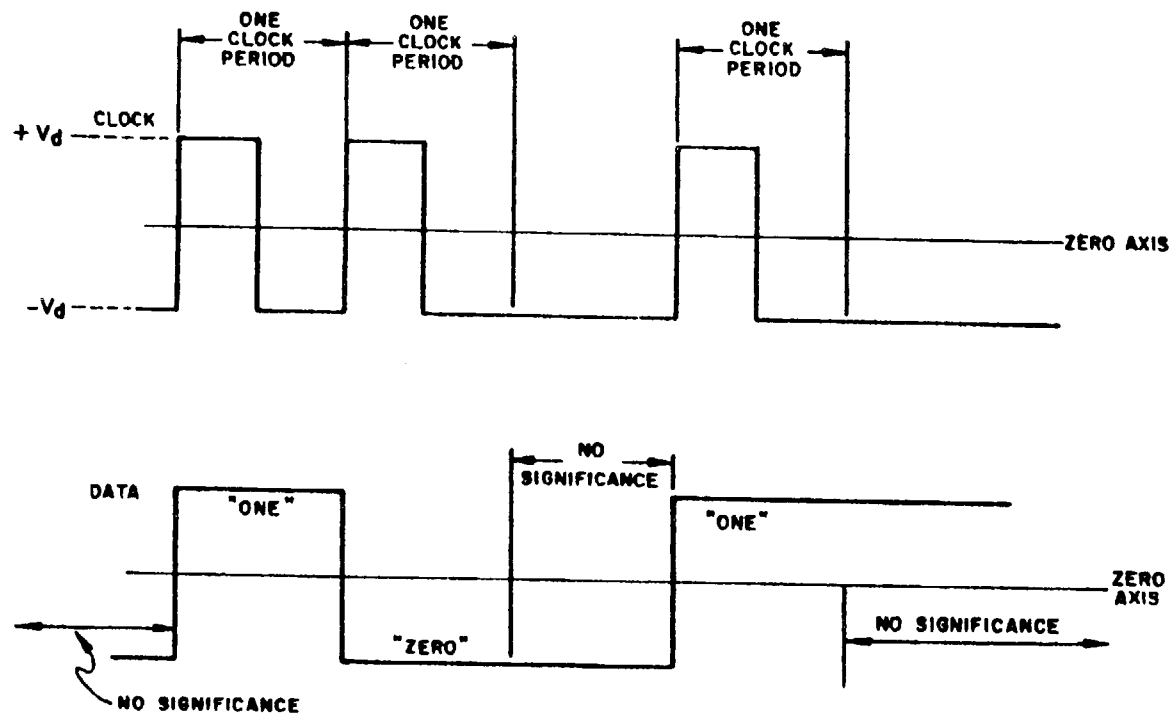 ONE
CLOCK
PERIOD
ONE
CLOCK
PERIOD
ONE
CLOCK
PERIOD
+ Vd
CLOCK
ZERO AXIS
-Vd
NO
SIGNIFICANCE
DATA
"ONE"
"ONE"
ZERO
AXIS
"ZERO"
NO SIGNIFICANCE
NO SIGNIFICANCE